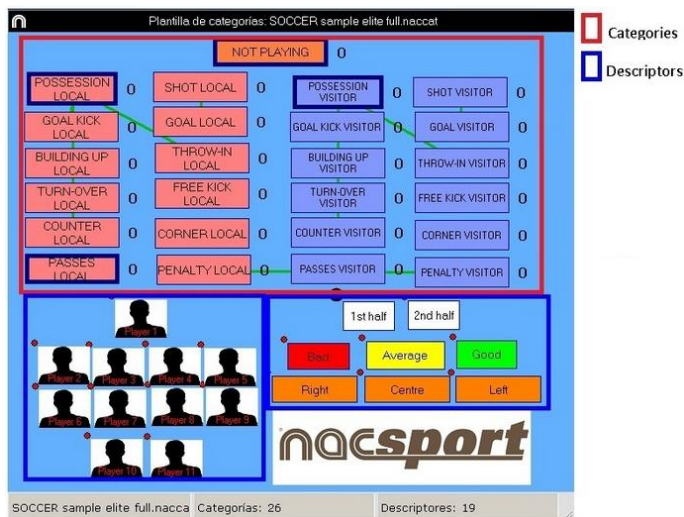 Plantilla de categorías: SOCCER sample elite full.naccat
Categories
Descriptors
NOT PLAYING 0
POSSESSION LOCAL 0
SHOT LOCAL 0
POSSESSION VISITOR 0
SHOT VISITOR 0
GOAL KICK LOCAL 0
GOAL LOCAL 0
GOAL KICK VISITOR 0
GOAL VISITOR 0
BUILDING UP LOCAL 0
THROW-IN LOCAL 0
BUILDING UP VISITOR 0
THROW-IN VISITOR 0
TURN-OVER LOCAL 0
FREE KICK LOCAL 0
TURN-OVER VISITOR 0
FREE KICK VISITOR 0
COUNTER LOCAL 0
CORNER LOCAL 0
COUNTER VISITOR 0
CORNER VISITOR 0
PASSES LOCAL 0
PENALTY LOCAL 0
PASSES VISITOR 0
PENALTY VISITOR 0
Player 1
Player 2 Player 3 Player 4 Player 5
Player 6 Player 7 Player 8 Player 9
Player 10 Player 11
1st half 2nd half
Bad Average Good
Right Centre Left
nacsport
SOCCER sample elite full.nacca Categorías: 26 Descriptores: 19